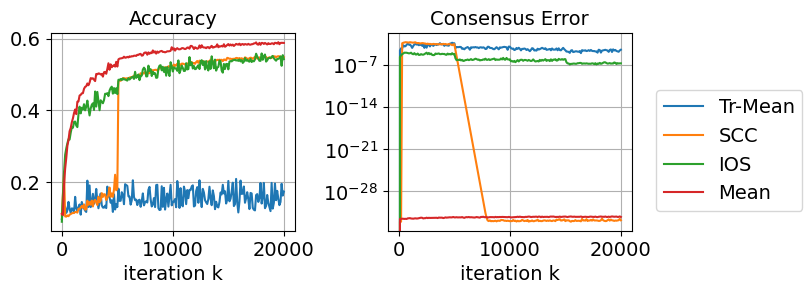 Accuracy
0.6
0.4
0.2
0
10000
20000
iteration k
Consensus Error
10⁻⁷
10⁻¹⁴
10⁻²¹
10⁻²⁸
0
10000
20000
iteration k
Tr-Mean
SCC
IOS
Mean